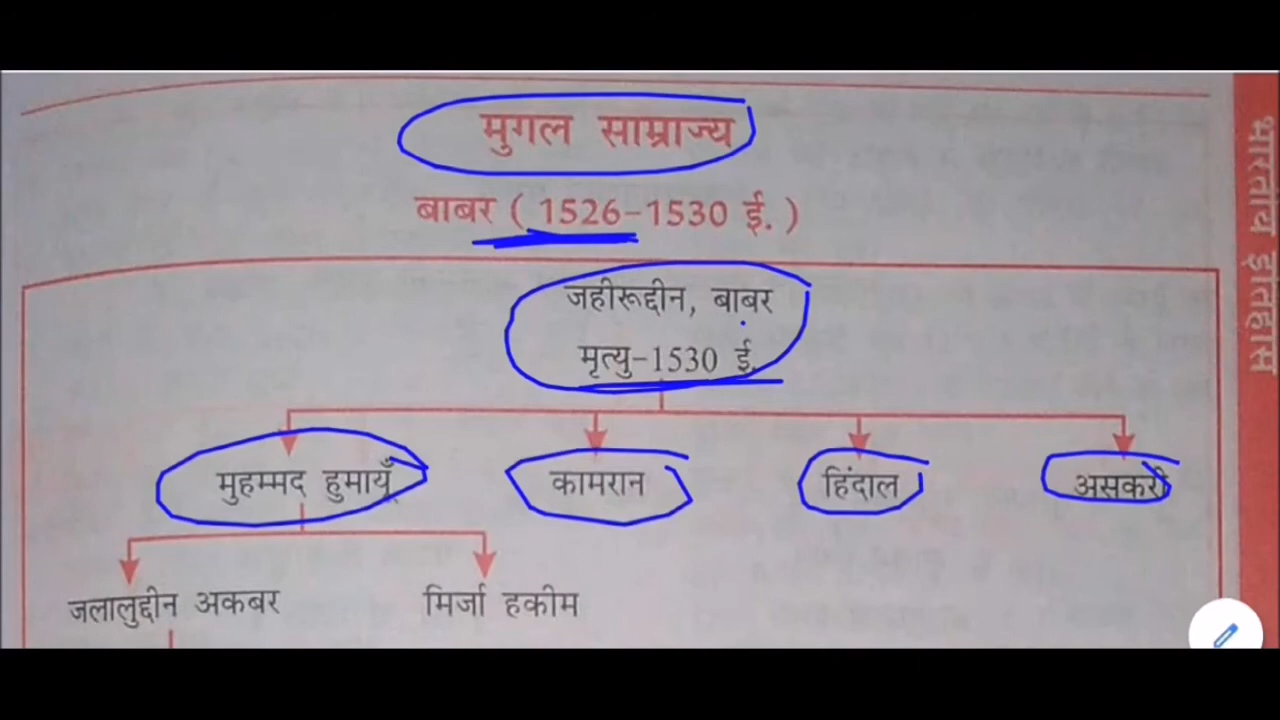 मुगल साम्राज्य
बाबर ( 1526-1530 ई. )
जहीरूद्दीन, बाबर
मृत्यु-1530 ई.
मुहम्मद हुमायूँ कामरान हिंदाल असकरी
जलालुद्दीन अकबर मिर्जा हकीम
भारतीय इतिहास